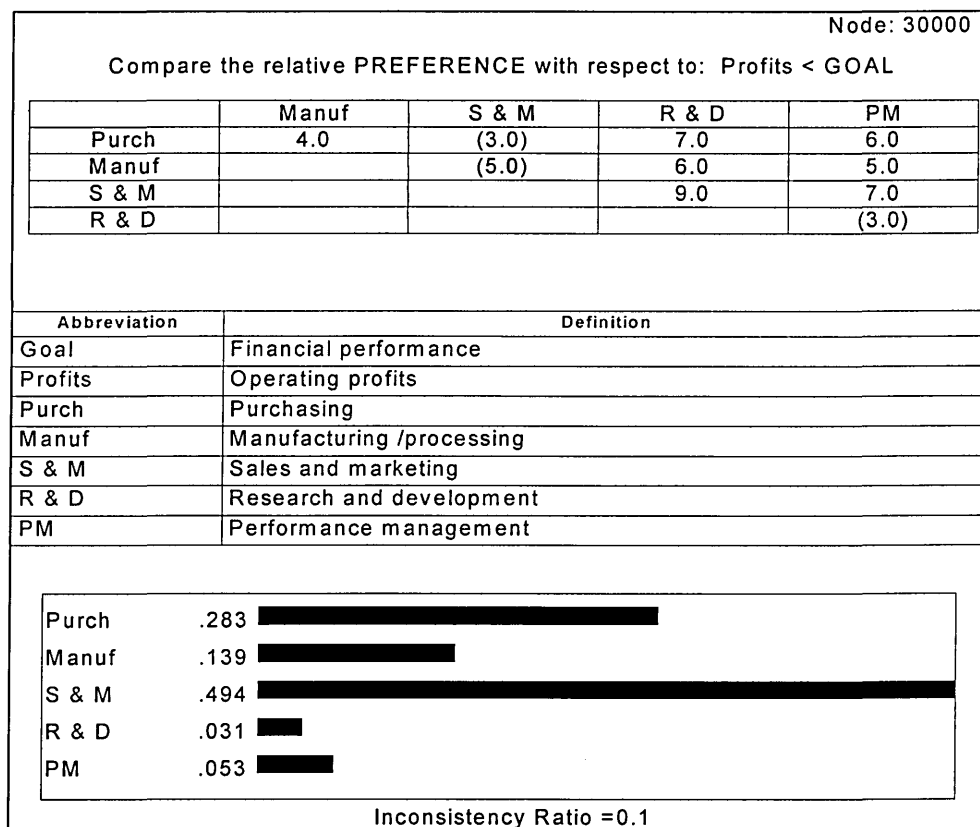 Node: 30000
Compare the relative PREFERENCE with respect to: Profits < GOAL
Manuf S & M R & D PM
Purch 4.0 (3.0) 7.0 6.0
Manuf (5.0) 6.0 5.0
S & M 9.0 7.0
R & D (3.0)
Abbreviation Definition
Goal Financial performance
Profits Operating profits
Purch Purchasing
Manuf Manufacturing /processing
S & M Sales and marketing
R & D Research and development
PM Performance management
Purch .283
Manuf .139
S & M .494
R & D .031
PM .053
Inconsistency Ratio =0.1